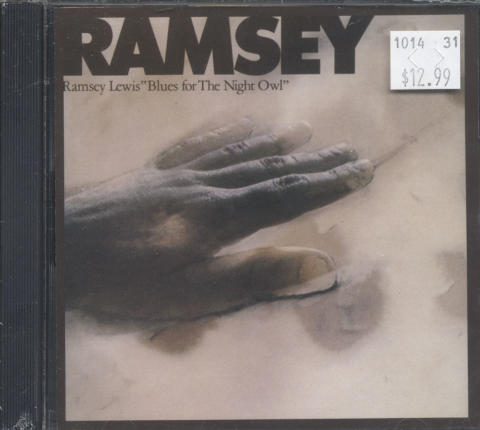 RAMSEY
Ramsey Lewis "Blues for The Night Owl"
1014 31
$12.99